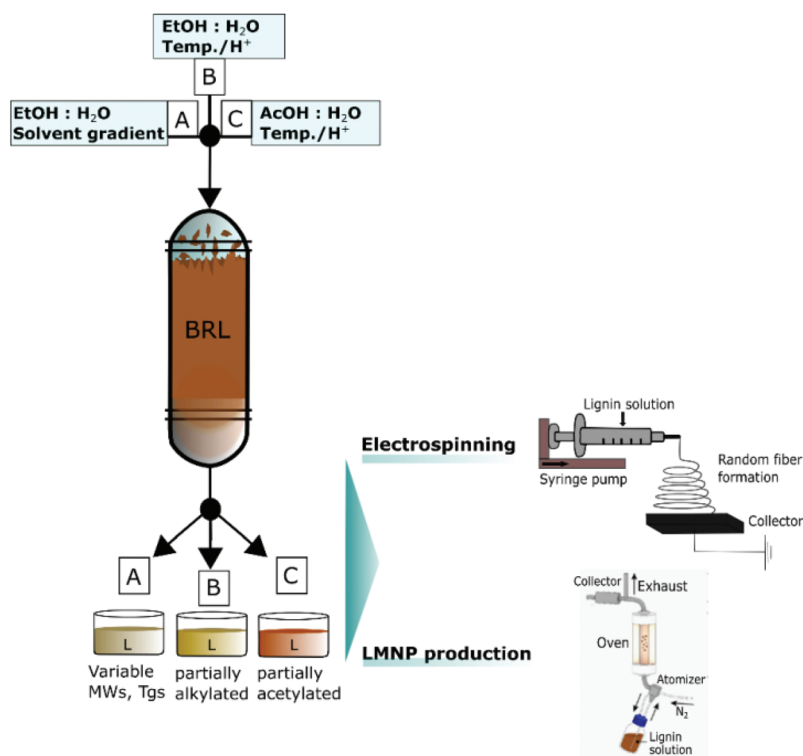 EtOH : H₂O
Temp./H⁺
B
EtOH : H₂O
Solvent gradient
A
C
AcOH : H₂O
Temp./H⁺
BRL
A
B
C
L
L
L
Variable
MWs, Tgs
partially
alkylated
partially
acetylated
Electrospinning
Lignin solution
Syringe pump
Random fiber
formation
Collector
LMNP production
Collector
Exhaust
Oven
Atomizer
N₂
Lignin
solution